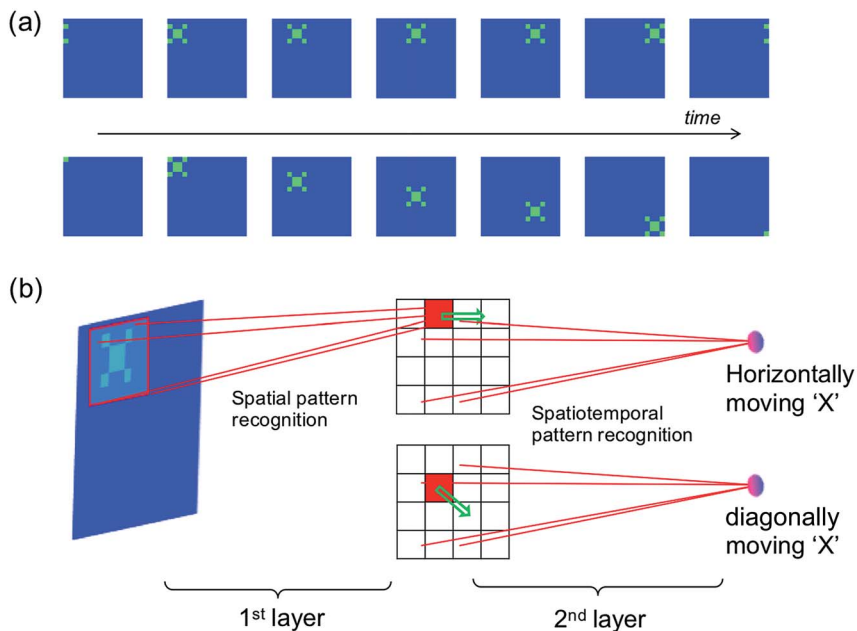 (a)
time
(b)
Spatial pattern
recognition
Spatiotemporal
pattern recognition
Horizontally
moving ‘X’
diagonally
moving ‘X’
1st layer
2nd layer